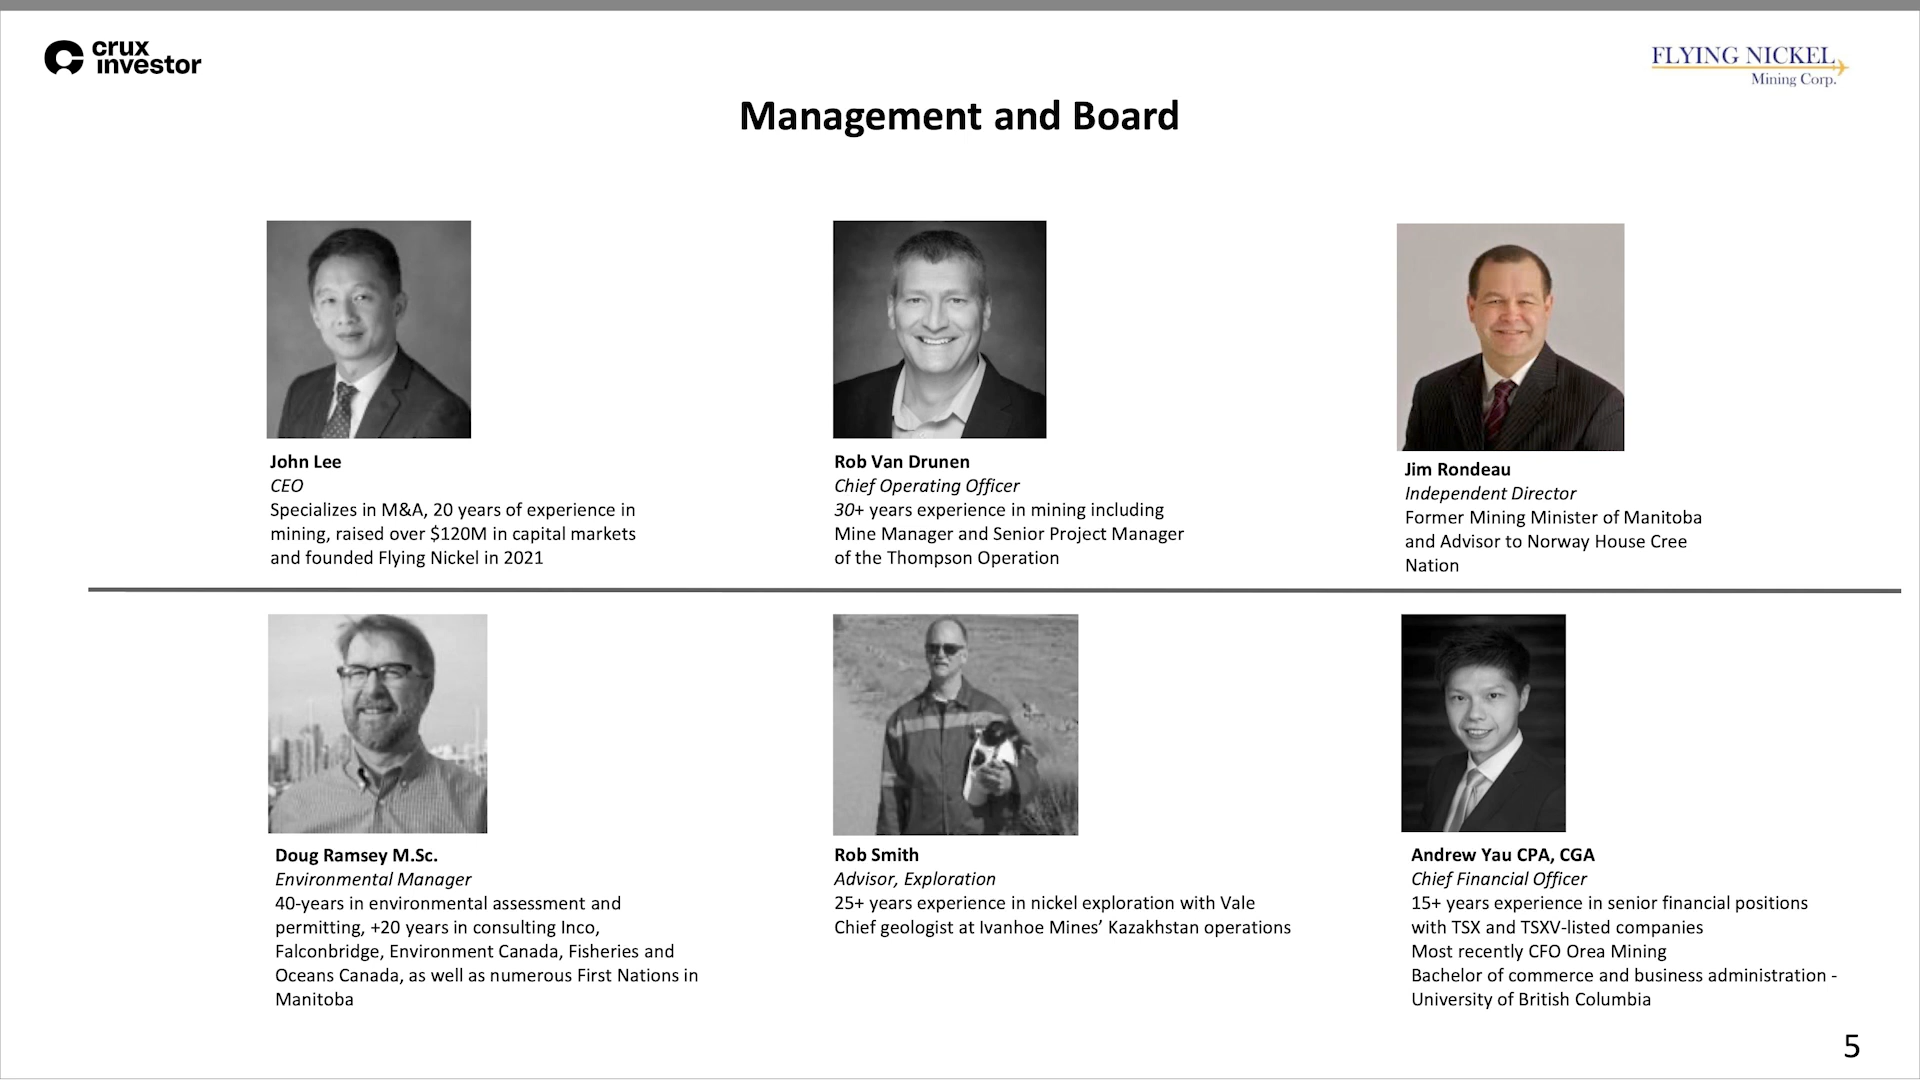 crux
investor
FLYING NICKEL
Mining Corp.
Management and Board
John Lee
CEO
Specializes in M&A, 20 years of experience in
mining, raised over $120M in capital markets
and founded Flying Nickel in 2021
Rob Van Drunen
Chief Operating Officer
30+ years experience in mining including
Mine Manager and Senior Project Manager
of the Thompson Operation
Jim Rondeau
Independent Director
Former Mining Minister of Manitoba
and Advisor to Norway House Cree
Nation
Doug Ramsey M.Sc.
Environmental Manager
40-years in environmental assessment and
permitting, +20 years in consulting Inco,
Falconbridge, Environment Canada, Fisheries and
Oceans Canada, as well as numerous First Nations in
Manitoba
Rob Smith
Advisor, Exploration
25+ years experience in nickel exploration with Vale
Chief geologist at Ivanhoe Mines’ Kazakhstan operations
Andrew Yau CPA, CGA
Chief Financial Officer
15+ years experience in senior financial positions
with TSX and TSXV-listed companies
Most recently CFO Orea Mining
Bachelor of commerce and business administration -
University of British Columbia
5